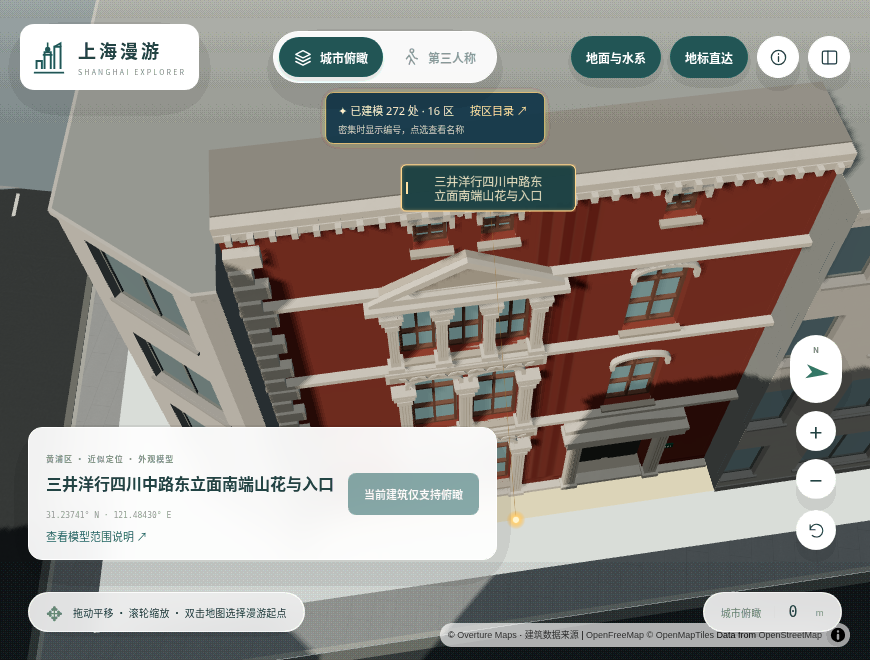 上海漫游
SHANGHAI EXPLORER
城市俯瞰
第三人称
地面与水系
地标直达
✦ 已建模 272 处 · 16 区 按区目录 ↗
密集时显示编号，点选查看名称
三井洋行四川中路东
立面南端山花与入口
N
黄浦区 · 近似定位 · 外观模型
三井洋行四川中路东立面南端山花与入口
当前建筑仅支持俯瞰
31.23741° N · 121.48430° E
查看模型范围说明 ↗
拖动平移 · 滚轮缩放 · 双击地图选择漫游起点
城市俯瞰 0 m
© Overture Maps · 建筑数据来源 | OpenFreeMap © OpenMapTiles Data from OpenStreetMap